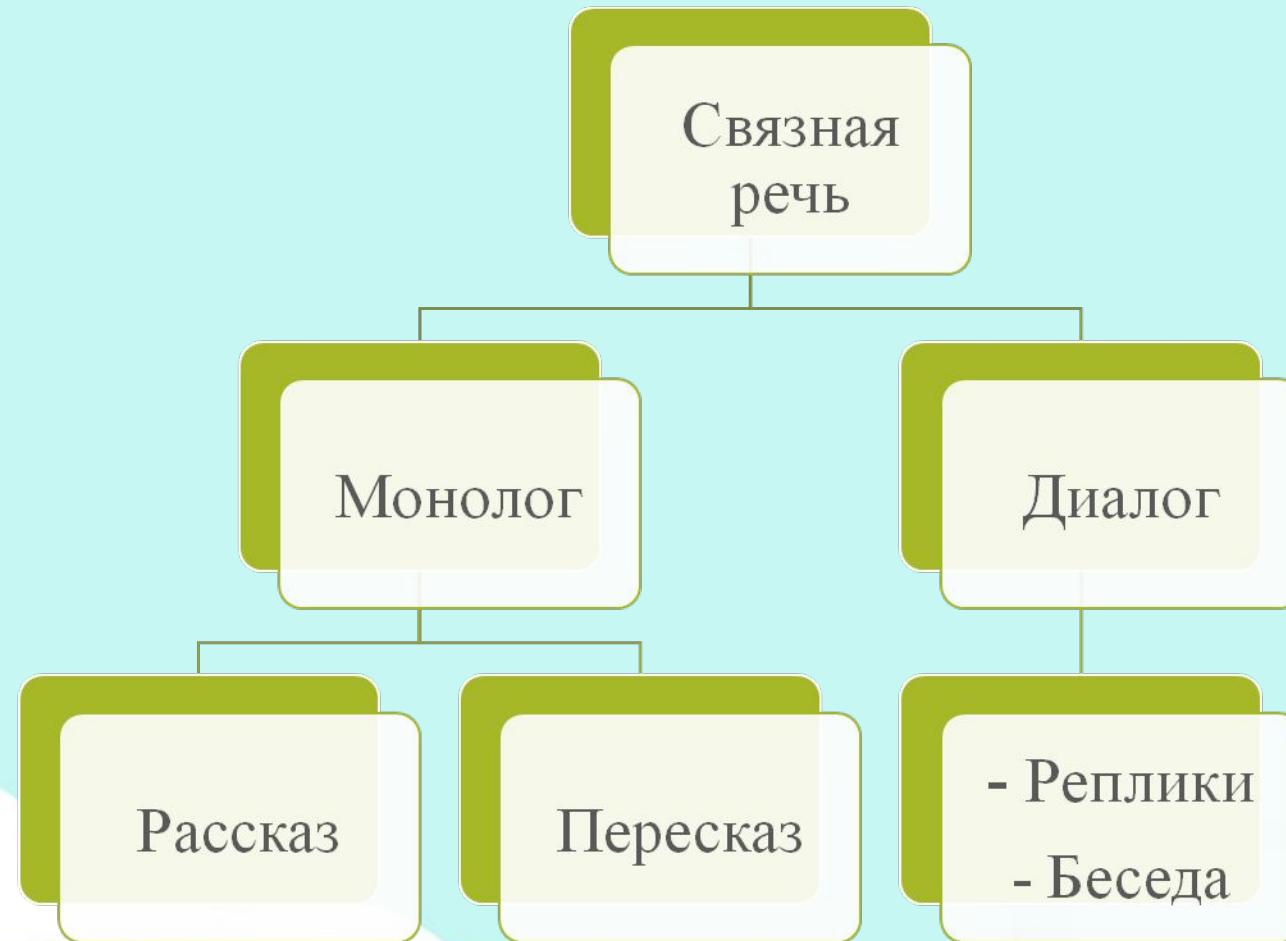 Связная
речь
Монолог
Диалог
Рассказ
Пересказ
- Реплики
- Беседа